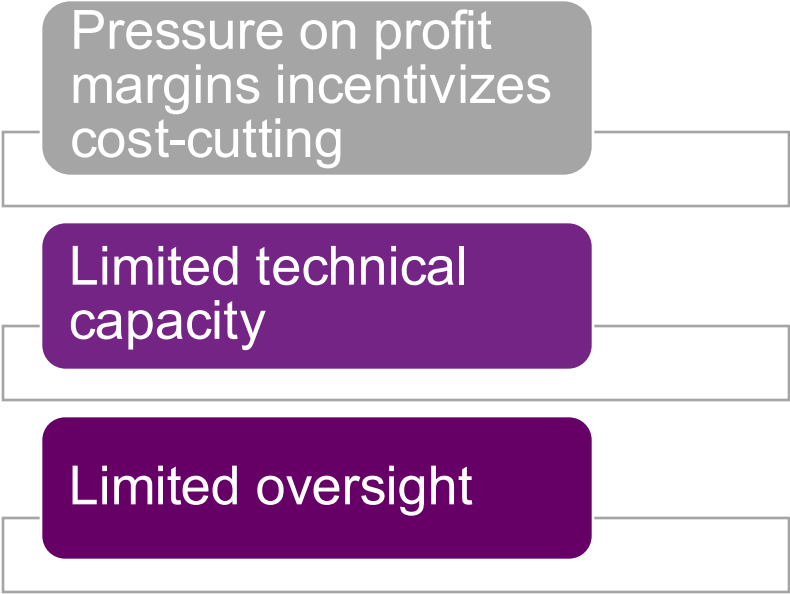 Pressure on profit
margins incentivizes
cost-cutting
Limited technical
capacity
Limited oversight